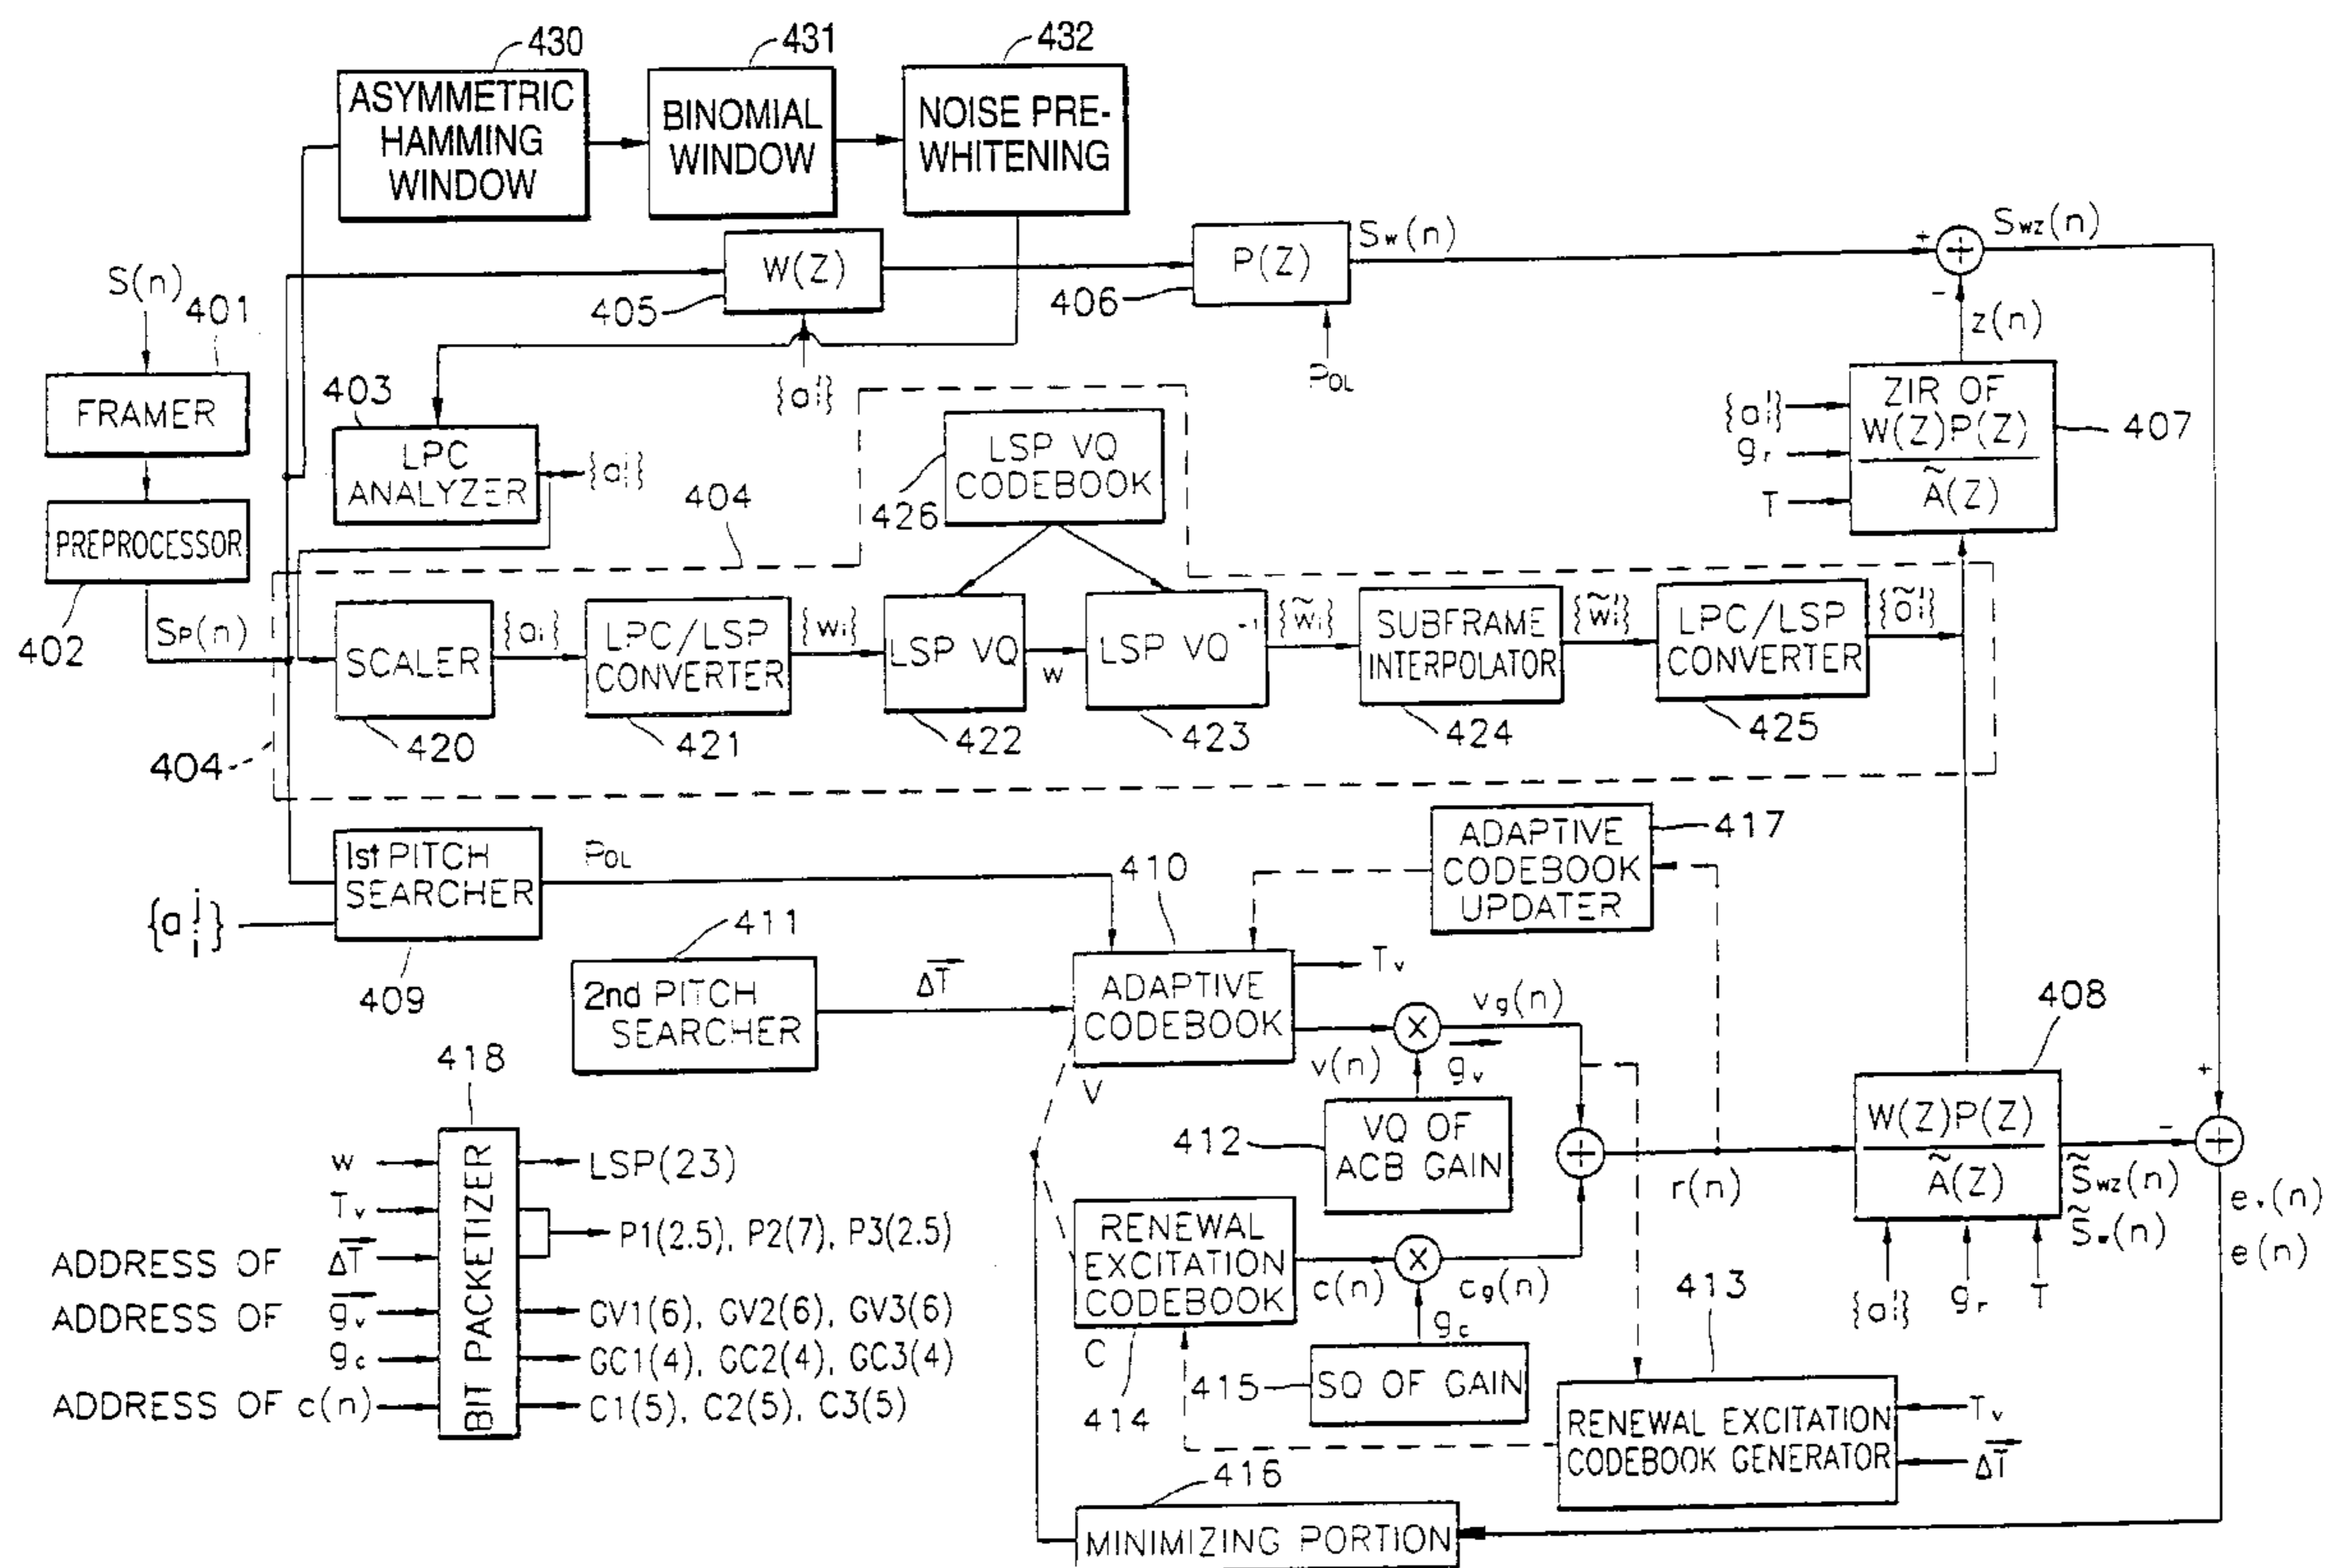 430
431
432
ASYMMETRIC
HAMMING
WINDOW
BINOMIAL
WINDOW
NOISE PRE-
WHITENING
S(n)
401
W(Z)
405
P(Z)
406
Sw(n)
Swz(n)
+
-
z(n)
POL
FRAMER
403
LPC
ANALYZER
LSP VQ
CODEBOOK
426
ZIR OF
W(Z)P(Z)
Ã(Z)
407
gr
T
404
PREPROCESSOR
402
SP(n)
SCALER
420
{ai}
LPC/LSP
CONVERTER
421
{wi}
LSP VQ
422
w
LSP VQ⁻¹
423
{w̃i}
SUBFRAME
INTERPOLATOR
424
LPC/LSP
CONVERTER
425
404
1st PITCH
SEARCHER
409
POL
2nd PITCH
SEARCHER
411
ΔT
410
ADAPTIVE
CODEBOOK
V
Tv
ADAPTIVE
CODEBOOK
UPDATER
417
v(n)
vg(n)
gv
VQ OF
ACB GAIN
412
r(n)
408
W(Z)P(Z)
Ã(Z)
+
-
S̃wz(n)
e(n)
gr
T
RENEWAL
EXCITATION
CODEBOOK
C
414
c(n)
cg(n)
gc
SQ OF GAIN
415
413
RENEWAL EXCITATION
CODEBOOK GENERATOR
Tv
ΔT
416
MINIMIZING PORTION
418
BIT PACKETIZER
w
LSP(23)
Tv
ADDRESS OF ΔT
P1(2.5), P2(7), P3(2.5)
ADDRESS OF gv
GV1(6), GV2(6), GV3(6)
gc
GC1(4), GC2(4), GC3(4)
ADDRESS OF c(n)
C1(5), C2(5), C3(5)